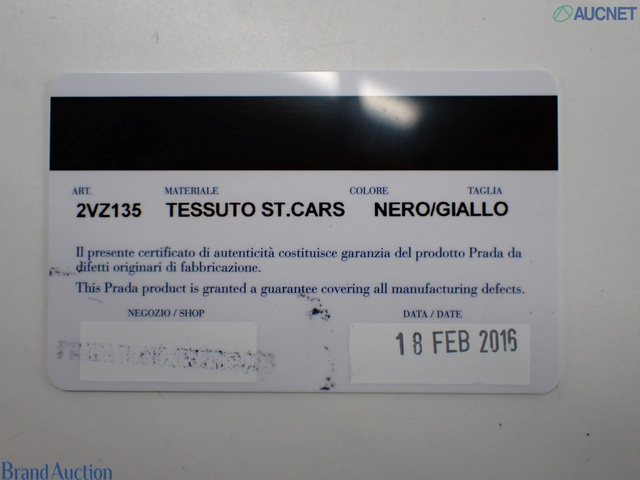 AUCNET
ART. MATERIALE COLORE TAGLIA
2VZ135 TESSUTO ST.CARS NERO/GIALLO
Il presente certificato di autenticità costituisce garanzia del prodotto Prada da
difetti originari di fabbricazione.
This Prada product is granted a guarantee covering all manufacturing defects.
NEGOZIO / SHOP DATA / DATE
18 FEB 2016
BrandAuction